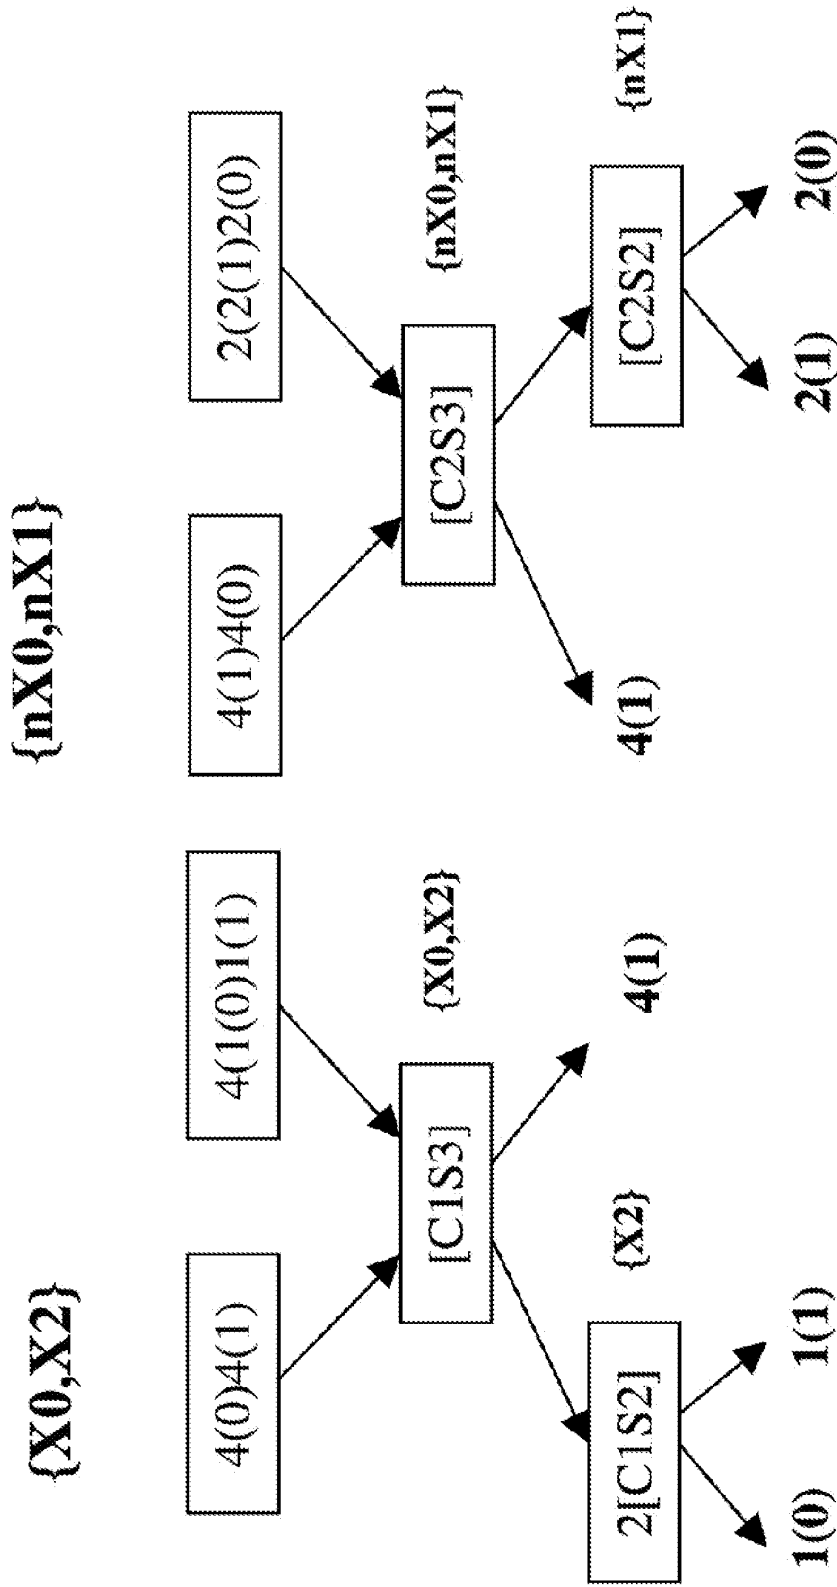 {X0,X2}
{nX0,nX1}
4(0)4(1)
4(1(0)1(1)
4(1)4(0)
2(2(1)2(0)
[C1S3]
{X0,X2}
[C2S3]
{nX0,nX1}
2[C1S2]
{X2}
4(1)
4(1)
[C2S2]
{nX1}
1(0)
1(1)
2(1)
2(0)